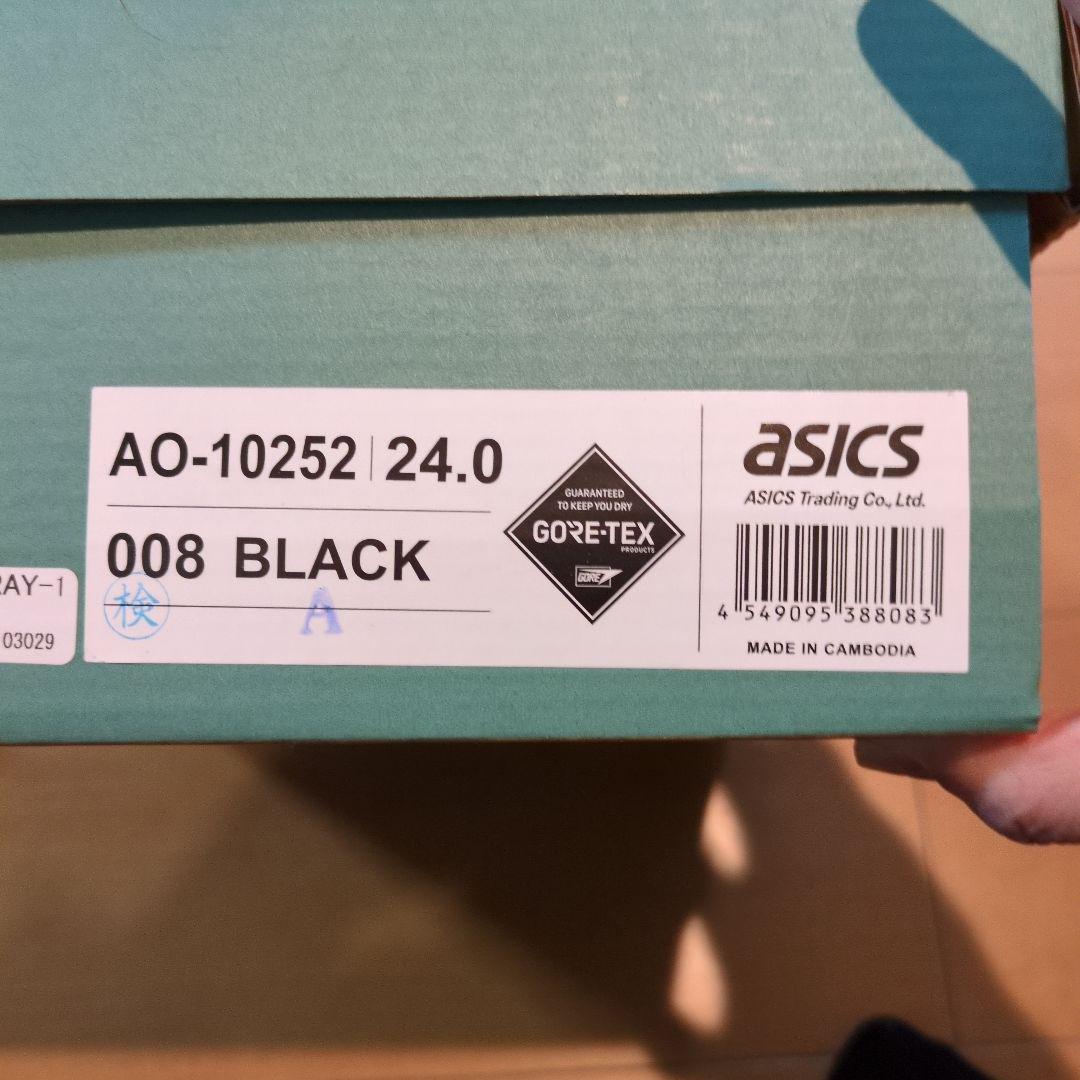 AO-10252 | 24.0
008 BLACK
検
A
GUARANTEED
TO KEEP YOU DRY
GORE-TEX
PRODUCTS
GORE
asics
ASICS Trading Co., Ltd.
4 549095 388083
MADE IN CAMBODIA
RAY-1
03029